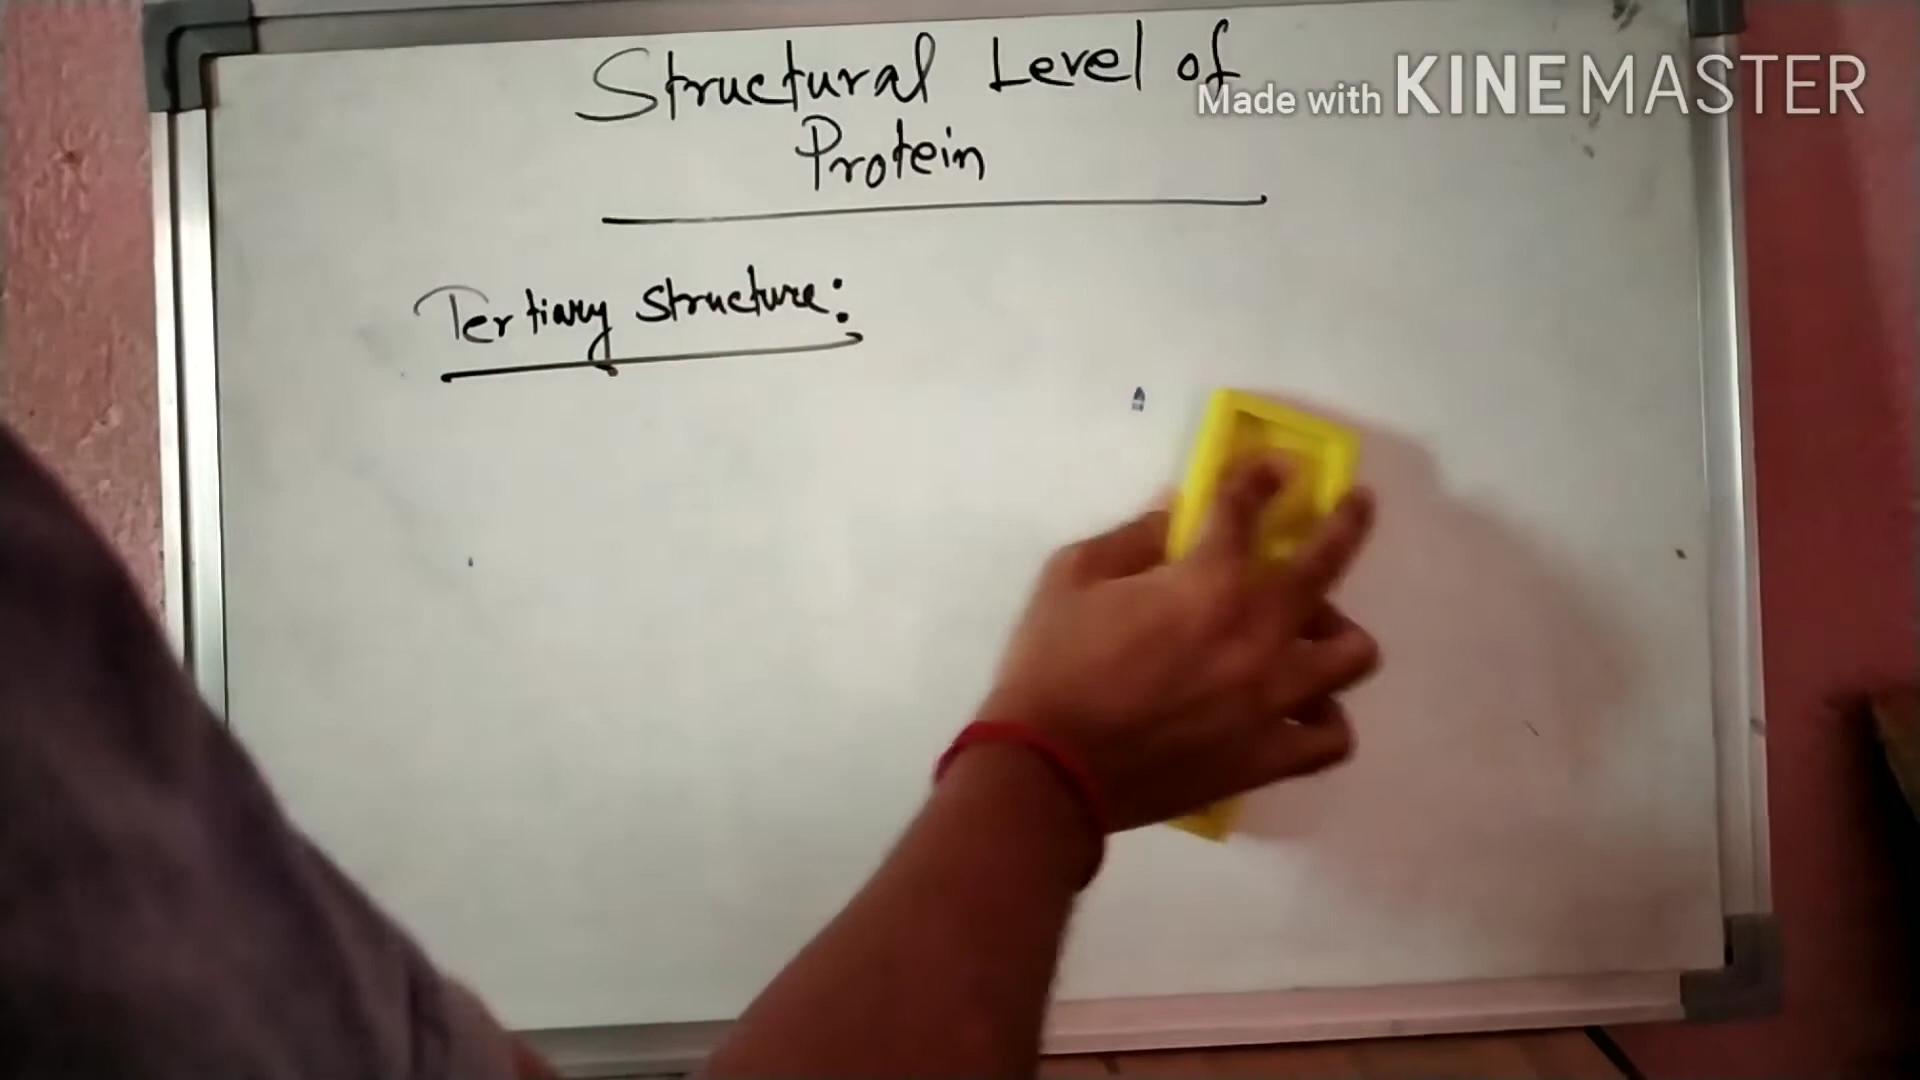 Structural Level of
Made with KINEMASTER
Protein
Tertiary structure: